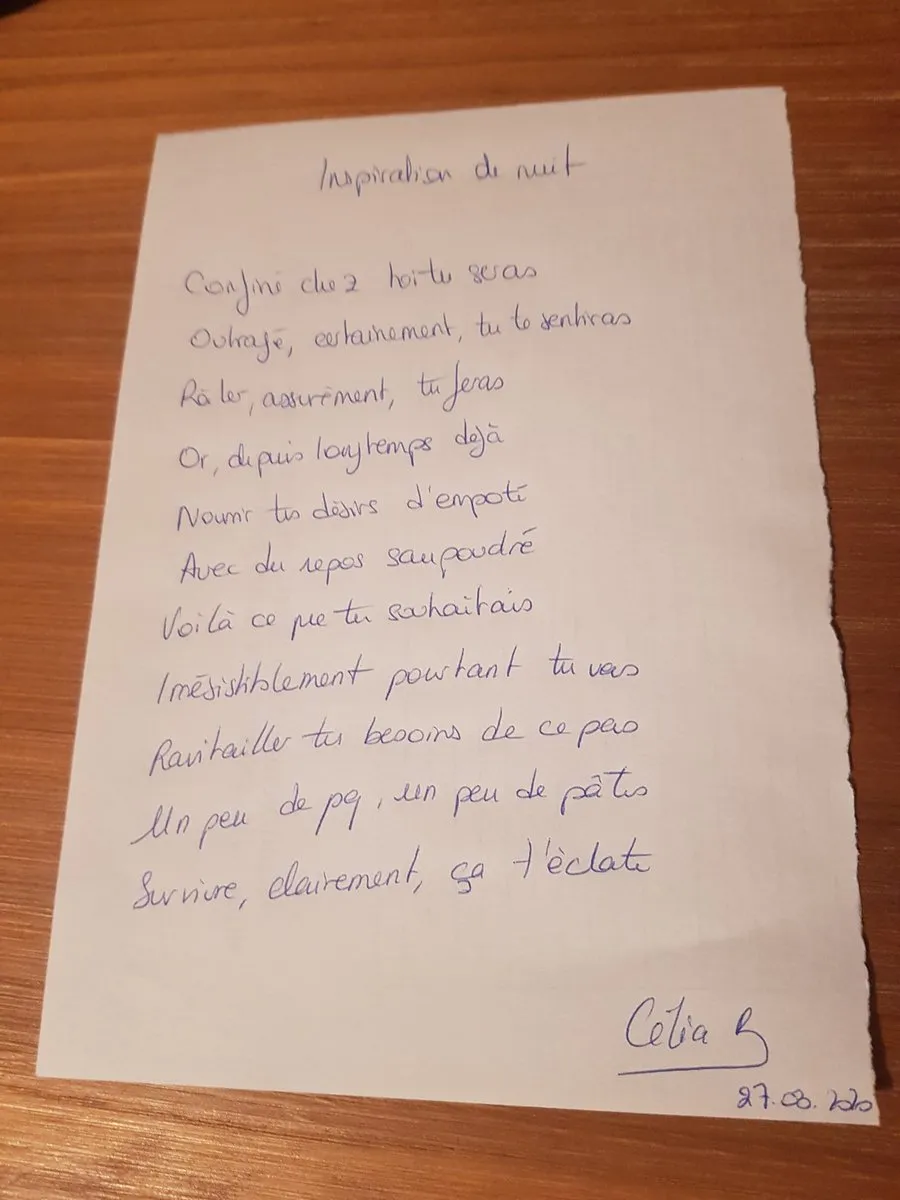 Inspiration de nuit
Confiné chez toi tu seras
Outragé, certainement, tu te sentiras
Râler, assurément, tu feras
Or, depuis longtemps déjà
Nourrir tes désirs d'empoté
Avec du repos saupoudré
Voilà ce que tu souhaitais
Irrésistiblement pourtant tu vas
Ravitailler tes besoins de ce pas
Un peu de pq, un peu de pâtes
Survivre, clairement, ça t'éclate
Célia B
27.03.2020